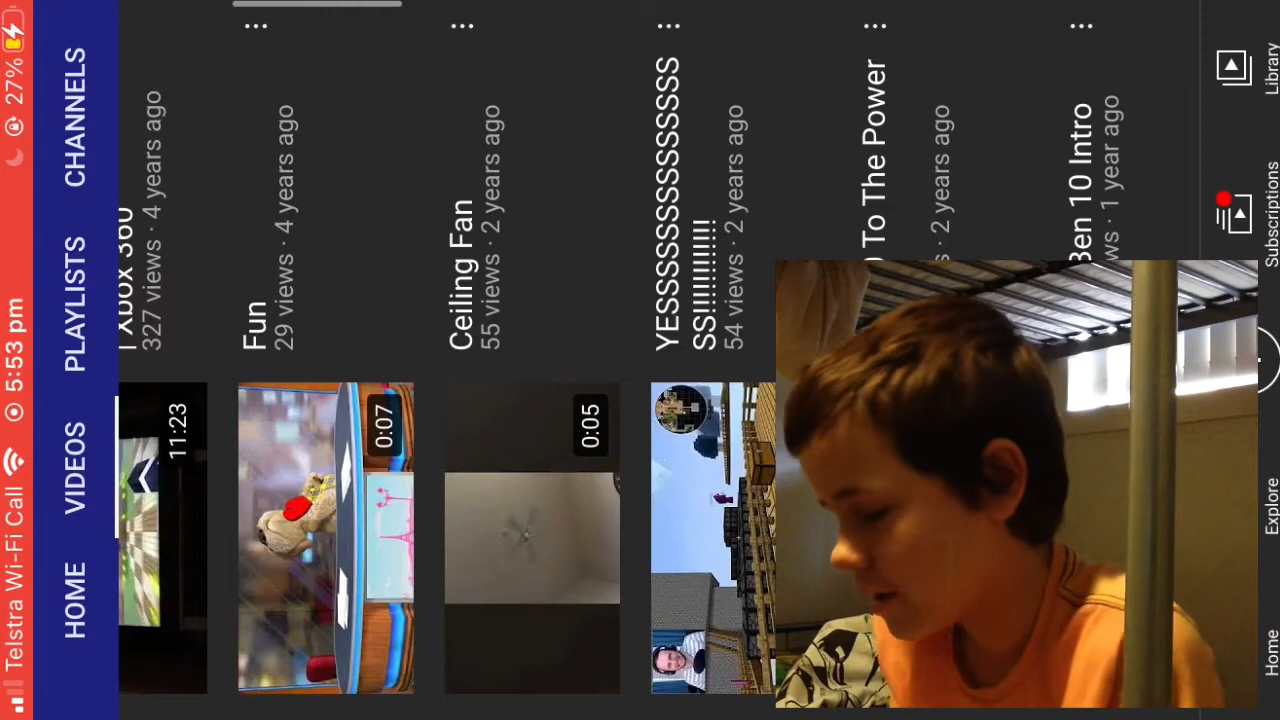 Telstra Wi-Fi Call 5:53 pm 27%
HOME VIDEOS PLAYLISTS CHANNELS
Xbox 360
327 views · 4 years ago
11:23
Fun
29 views · 4 years ago
0:07
Ceiling Fan
55 views · 2 years ago
0:05
YESSSSSSSSSSSSSSSS
SS!!!!!!!!!!!!!
54 views · 2 years ago
To The Power
2 years ago
Ben 10 Intro
1 year ago
Home Explore Subscriptions Library